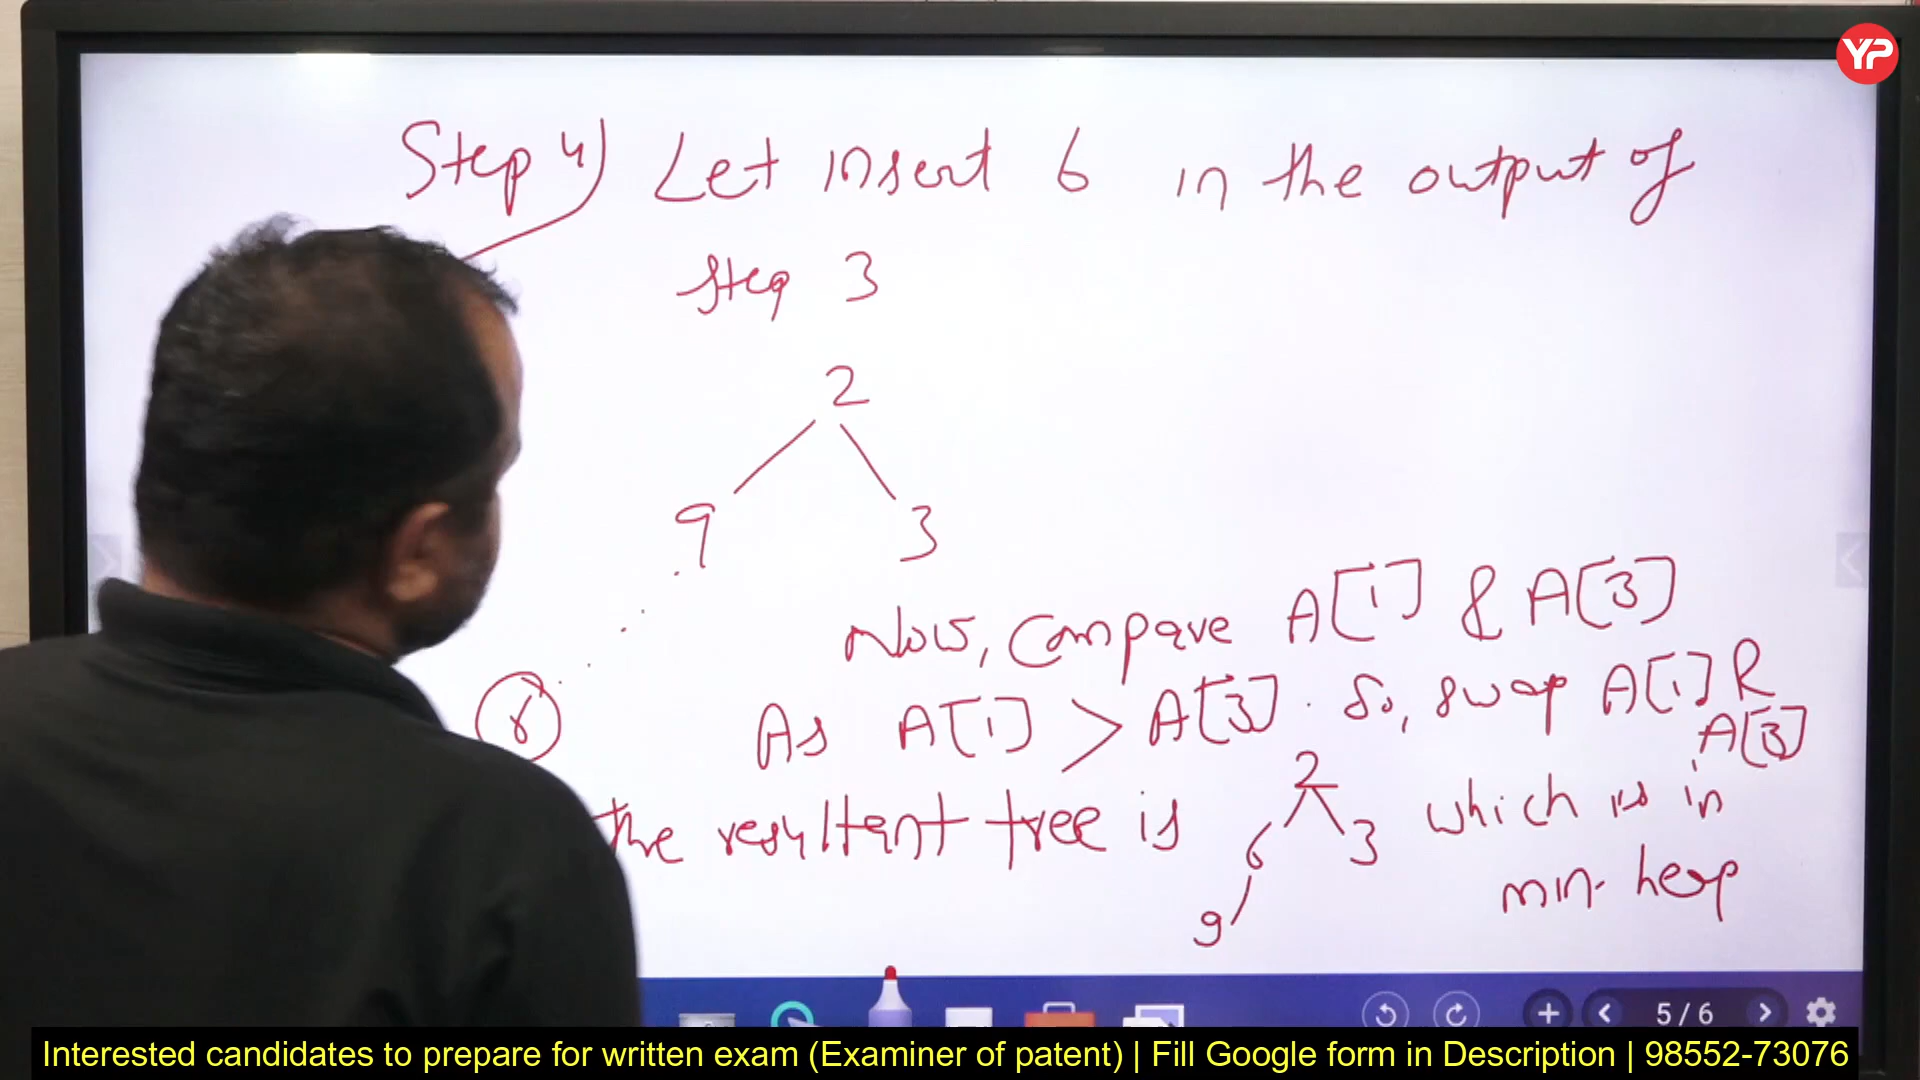 YP
Step 4) Let insert 6 in the output of
Step 3
2
9 3
Now, Compare A[1] & A[3]
6
As A[1] > A[3]. So, swap A[1] &
A[3]
the resultant tree is
2
6 3
9
which is in
min. heap
5 / 6
Interested candidates to prepare for written exam (Examiner of patent) | Fill Google form in Description | 98552-73076